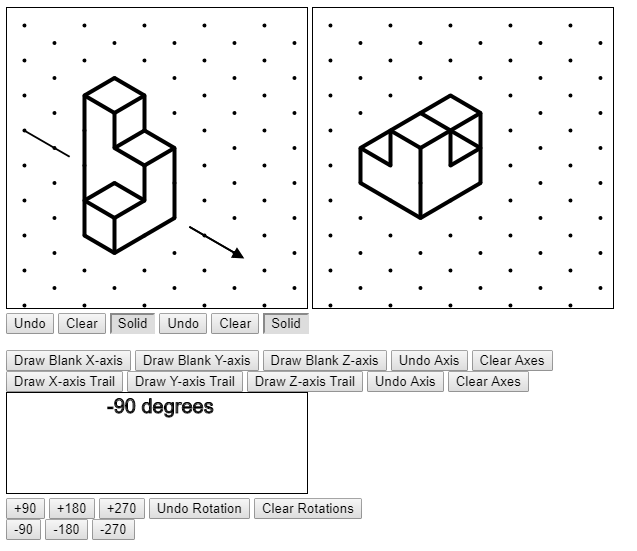 Undo Clear Solid Undo Clear Solid
Draw Blank X-axis Draw Blank Y-axis Draw Blank Z-axis Undo Axis Clear Axes
Draw X-axis Trail Draw Y-axis Trail Draw Z-axis Trail Undo Axis Clear Axes
-90 degrees
+90 +180 +270 Undo Rotation Clear Rotations
-90 -180 -270